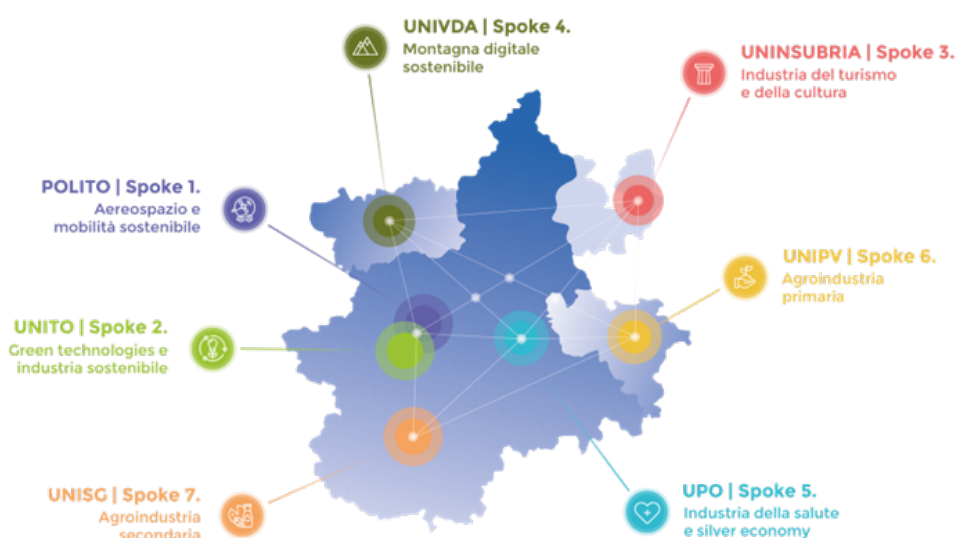 UNIVDA | Spoke 4.
Montagna digitale
sostenibile
UNINSUBRIA | Spoke 3.
Industria del turismo
e della cultura
POLITO | Spoke 1.
Aereospazio e
mobilità sostenibile
UNIPV | Spoke 6.
Agroindustria
primaria
UNITO | Spoke 2.
Green technologies e
industria sostenibile
UNISG | Spoke 7.
Agroindustria
secondaria
UPO | Spoke 5.
Industria della salute
e silver economy